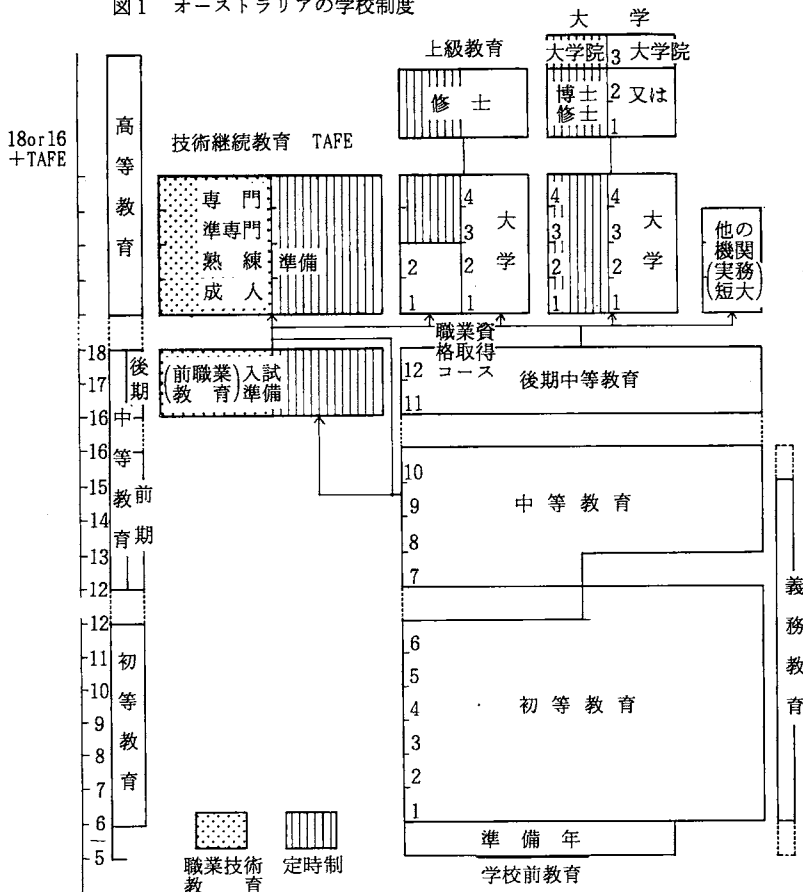 図1 オーストラリアの学校制度
大 学
上級教育
大学院 3 大学院
修 士
博士 2 又は
修士 1
18or16
+TAFE
高等教育
技術継続教育 TAFE
専 門
準専門
熟 練 準備
成 人
2
1
4
3
2
1
大学
4
3
2
1
4
3
2
1
大学
他の
機関
(実務
短大)
職業資
格取得
コース
18
17
16
後期
(前職業
教 育)
入試
準備
12
11
後期中等教育
中等教育
前期
16
15
14
13
12
10
9
8
7
中等教育
義務教育
12
11
10
9
8
7
6
~
5
初等教育
6
5
4
3
2
1
初等教育
準備年
学校前教育
職業技術
教 育
定時制